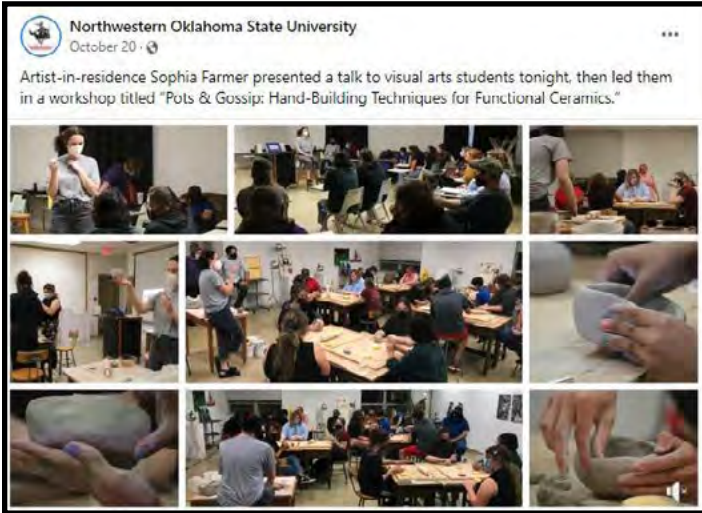 Northwestern Oklahoma State University
October 20 ·
Artist-in-residence Sophia Farmer presented a talk to visual arts students tonight, then led them
in a workshop titled "Pots & Gossip: Hand-Building Techniques for Functional Ceramics."